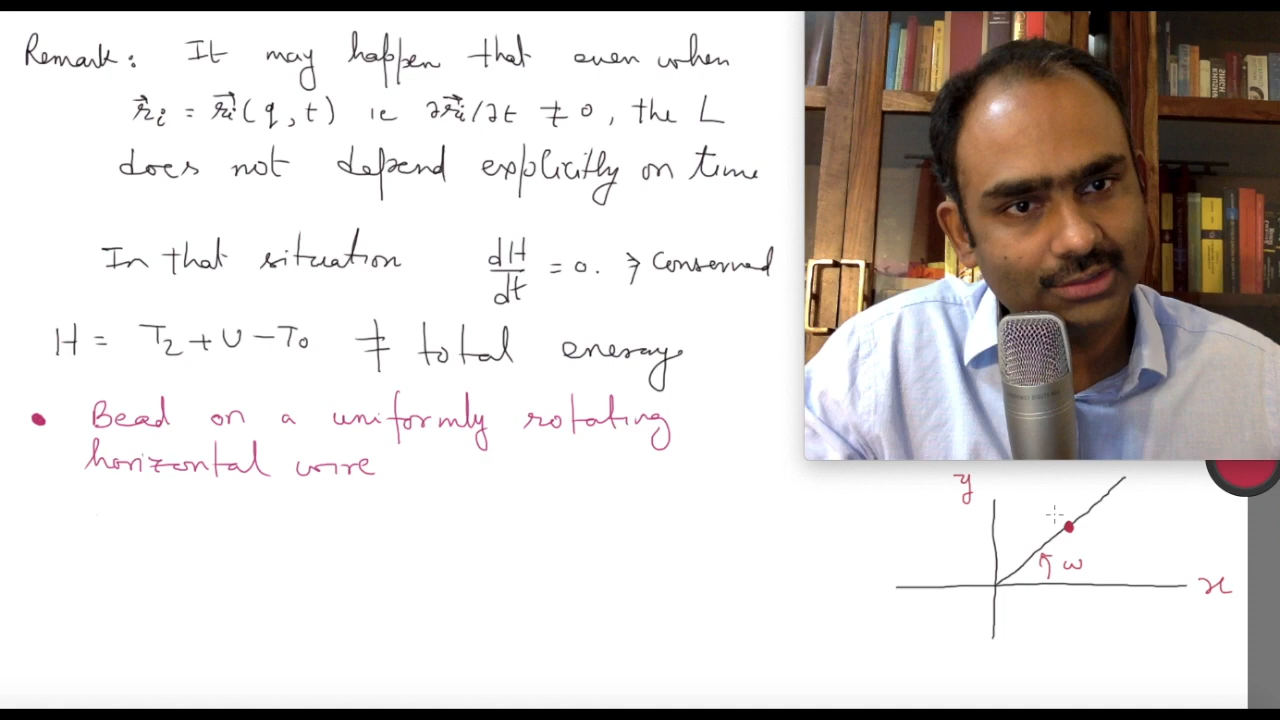 Remark: It may happen that even when
r⃗i = r⃗i(q, t) ie ∂r⃗i/∂t ≠ 0, the L
does not depend explicitly on time
In that situation dH/dt = 0. → Conserved
H = T2 + U - T0 ≠ total energy
• Bead on a uniformly rotating
horizontal wire
y
ω
x